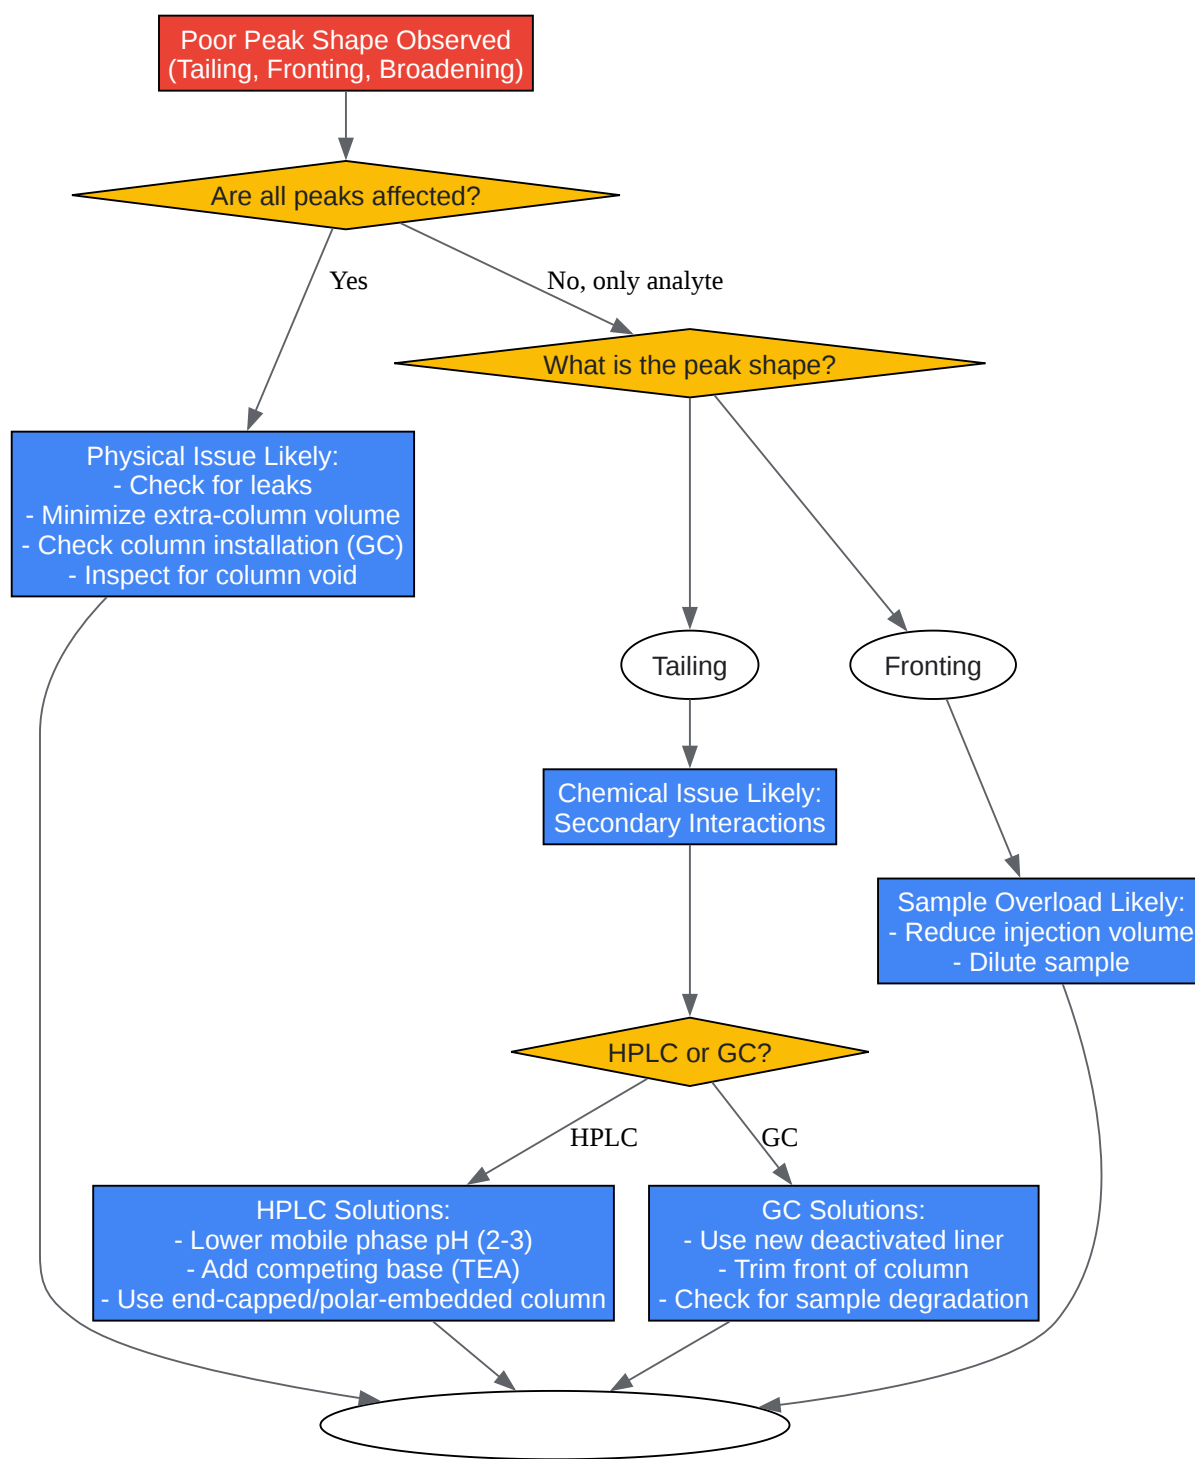 Poor Peak Shape Observed
(Tailing, Fronting, Broadening)
Are all peaks affected?
Yes
No, only analyte
What is the peak shape?
Physical Issue Likely:
- Check for leaks
- Minimize extra-column volume
- Check column installation (GC)
- Inspect for column void
Tailing
Fronting
Chemical Issue Likely:
Secondary Interactions
Sample Overload Likely:
- Reduce injection volume
- Dilute sample
HPLC or GC?
HPLC
GC
HPLC Solutions:
- Lower mobile phase pH (2-3)
- Add competing base (TEA)
- Use end-capped/polar-embedded column
GC Solutions:
- Use new deactivated liner
- Trim front of column
- Check for sample degradation